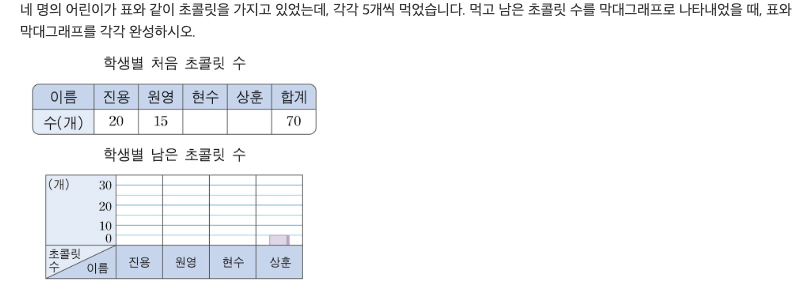 네 명의 어린이가 표와 같이 초콜릿을 가지고 있었는데, 각각 5개씩 먹었습니다. 먹고 남은 초콜릿 수를 막대그래프로 나타내었을 때, 표와
막대그래프를 각각 완성하시오.
학생별 처음 초콜릿 수
이름 진용 원영 현수 상훈 합계
수(개) 20 15 70
학생별 남은 초콜릿 수
(개) 30
20
10
0
초콜릿
수 이름 진용 원영 현수 상훈